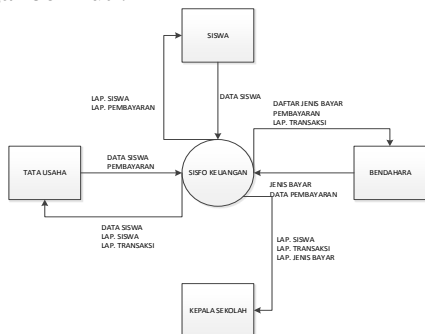 SISWA
LAP. SISWA
LAP. PEMBAYARAN
DATA SISWA
DAFTAR JENIS BAYAR
PEMBAYARAN
LAP. TRANSAKSI
TATA USAHA
DATA SISWA
PEMBAYARAN
SISFO KEUANGAN
JENIS BAYAR
DATA PEMBAYARAN
BENDAHARA
DATA SISWA
LAP. SISWA
LAP. TRANSAKSI
LAP. SISWA
LAP. TRANSAKSI
LAP. JENIS BAYAR
KEPALA SEKOLAH